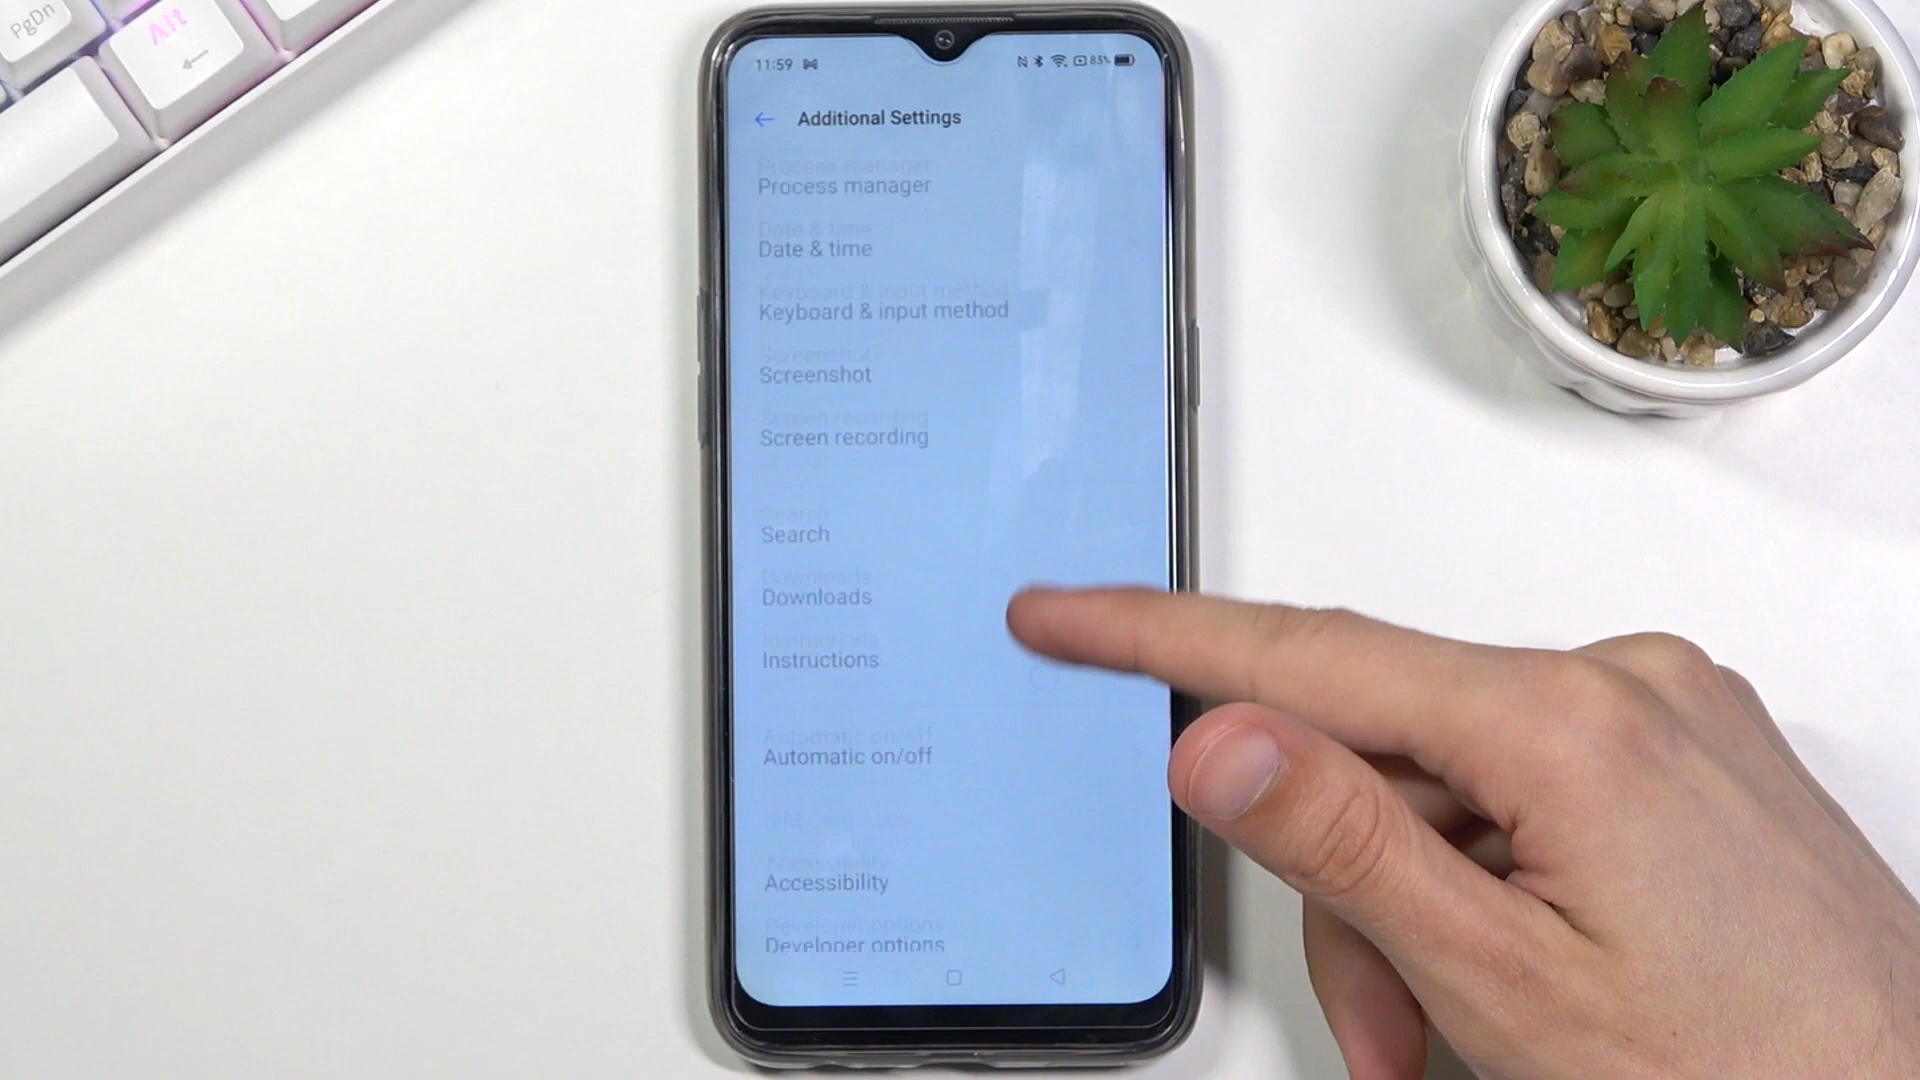 PgDn
Alt
11:59
83%
Additional Settings
Process manager
Date & time
Keyboard & input method
Screenshot
Screen recording
Search
Downloads
Instructions
Automatic on/off
Accessibility
Developer options